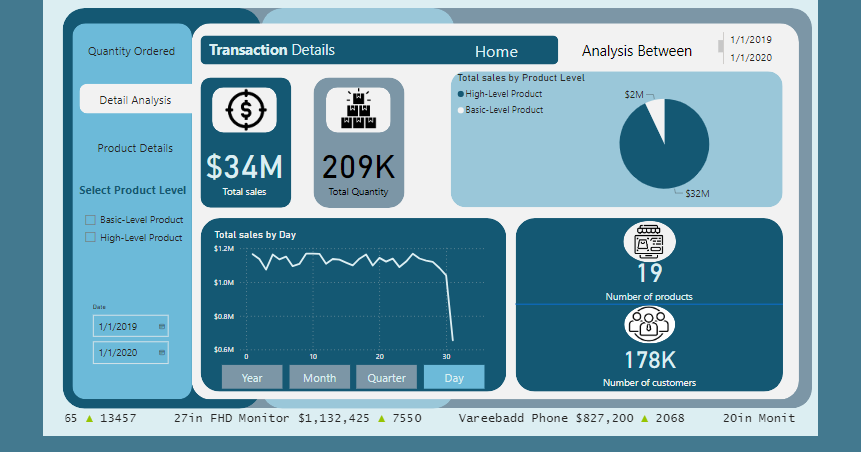 Quantity Ordered
Detail Analysis
Product Details
Select Product Level
Basic-Level Product
High-Level Product
Date
1/1/2019
1/1/2020
Transaction Details
Home
Analysis Between
1/1/2019
1/1/2020
$34M
Total sales
209K
Total Quantity
Total sales by Product Level
High-Level Product
Basic-Level Product
$2M
$32M
Total sales by Day
$1.2M
$1.0M
$0.8M
$0.6M
0 10 20 30
Year Month Quarter Day
19
Number of products
178K
Number of customers
65 ▲ 13457 27in FHD Monitor $1,132,425 ▲ 7550 Vareebadd Phone $827,200 ▲ 2068 20in Monit